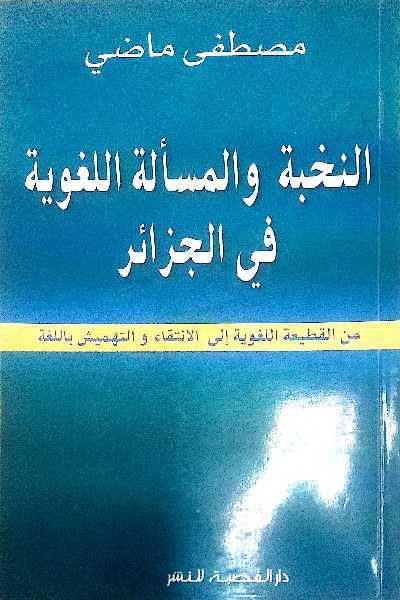 مصطفى ماضي
النخبة والمسألة اللغوية
في الجزائر
من القطيعة اللغوية إلى الانتقاء و التهميش باللغة
دار القصبة للنشر